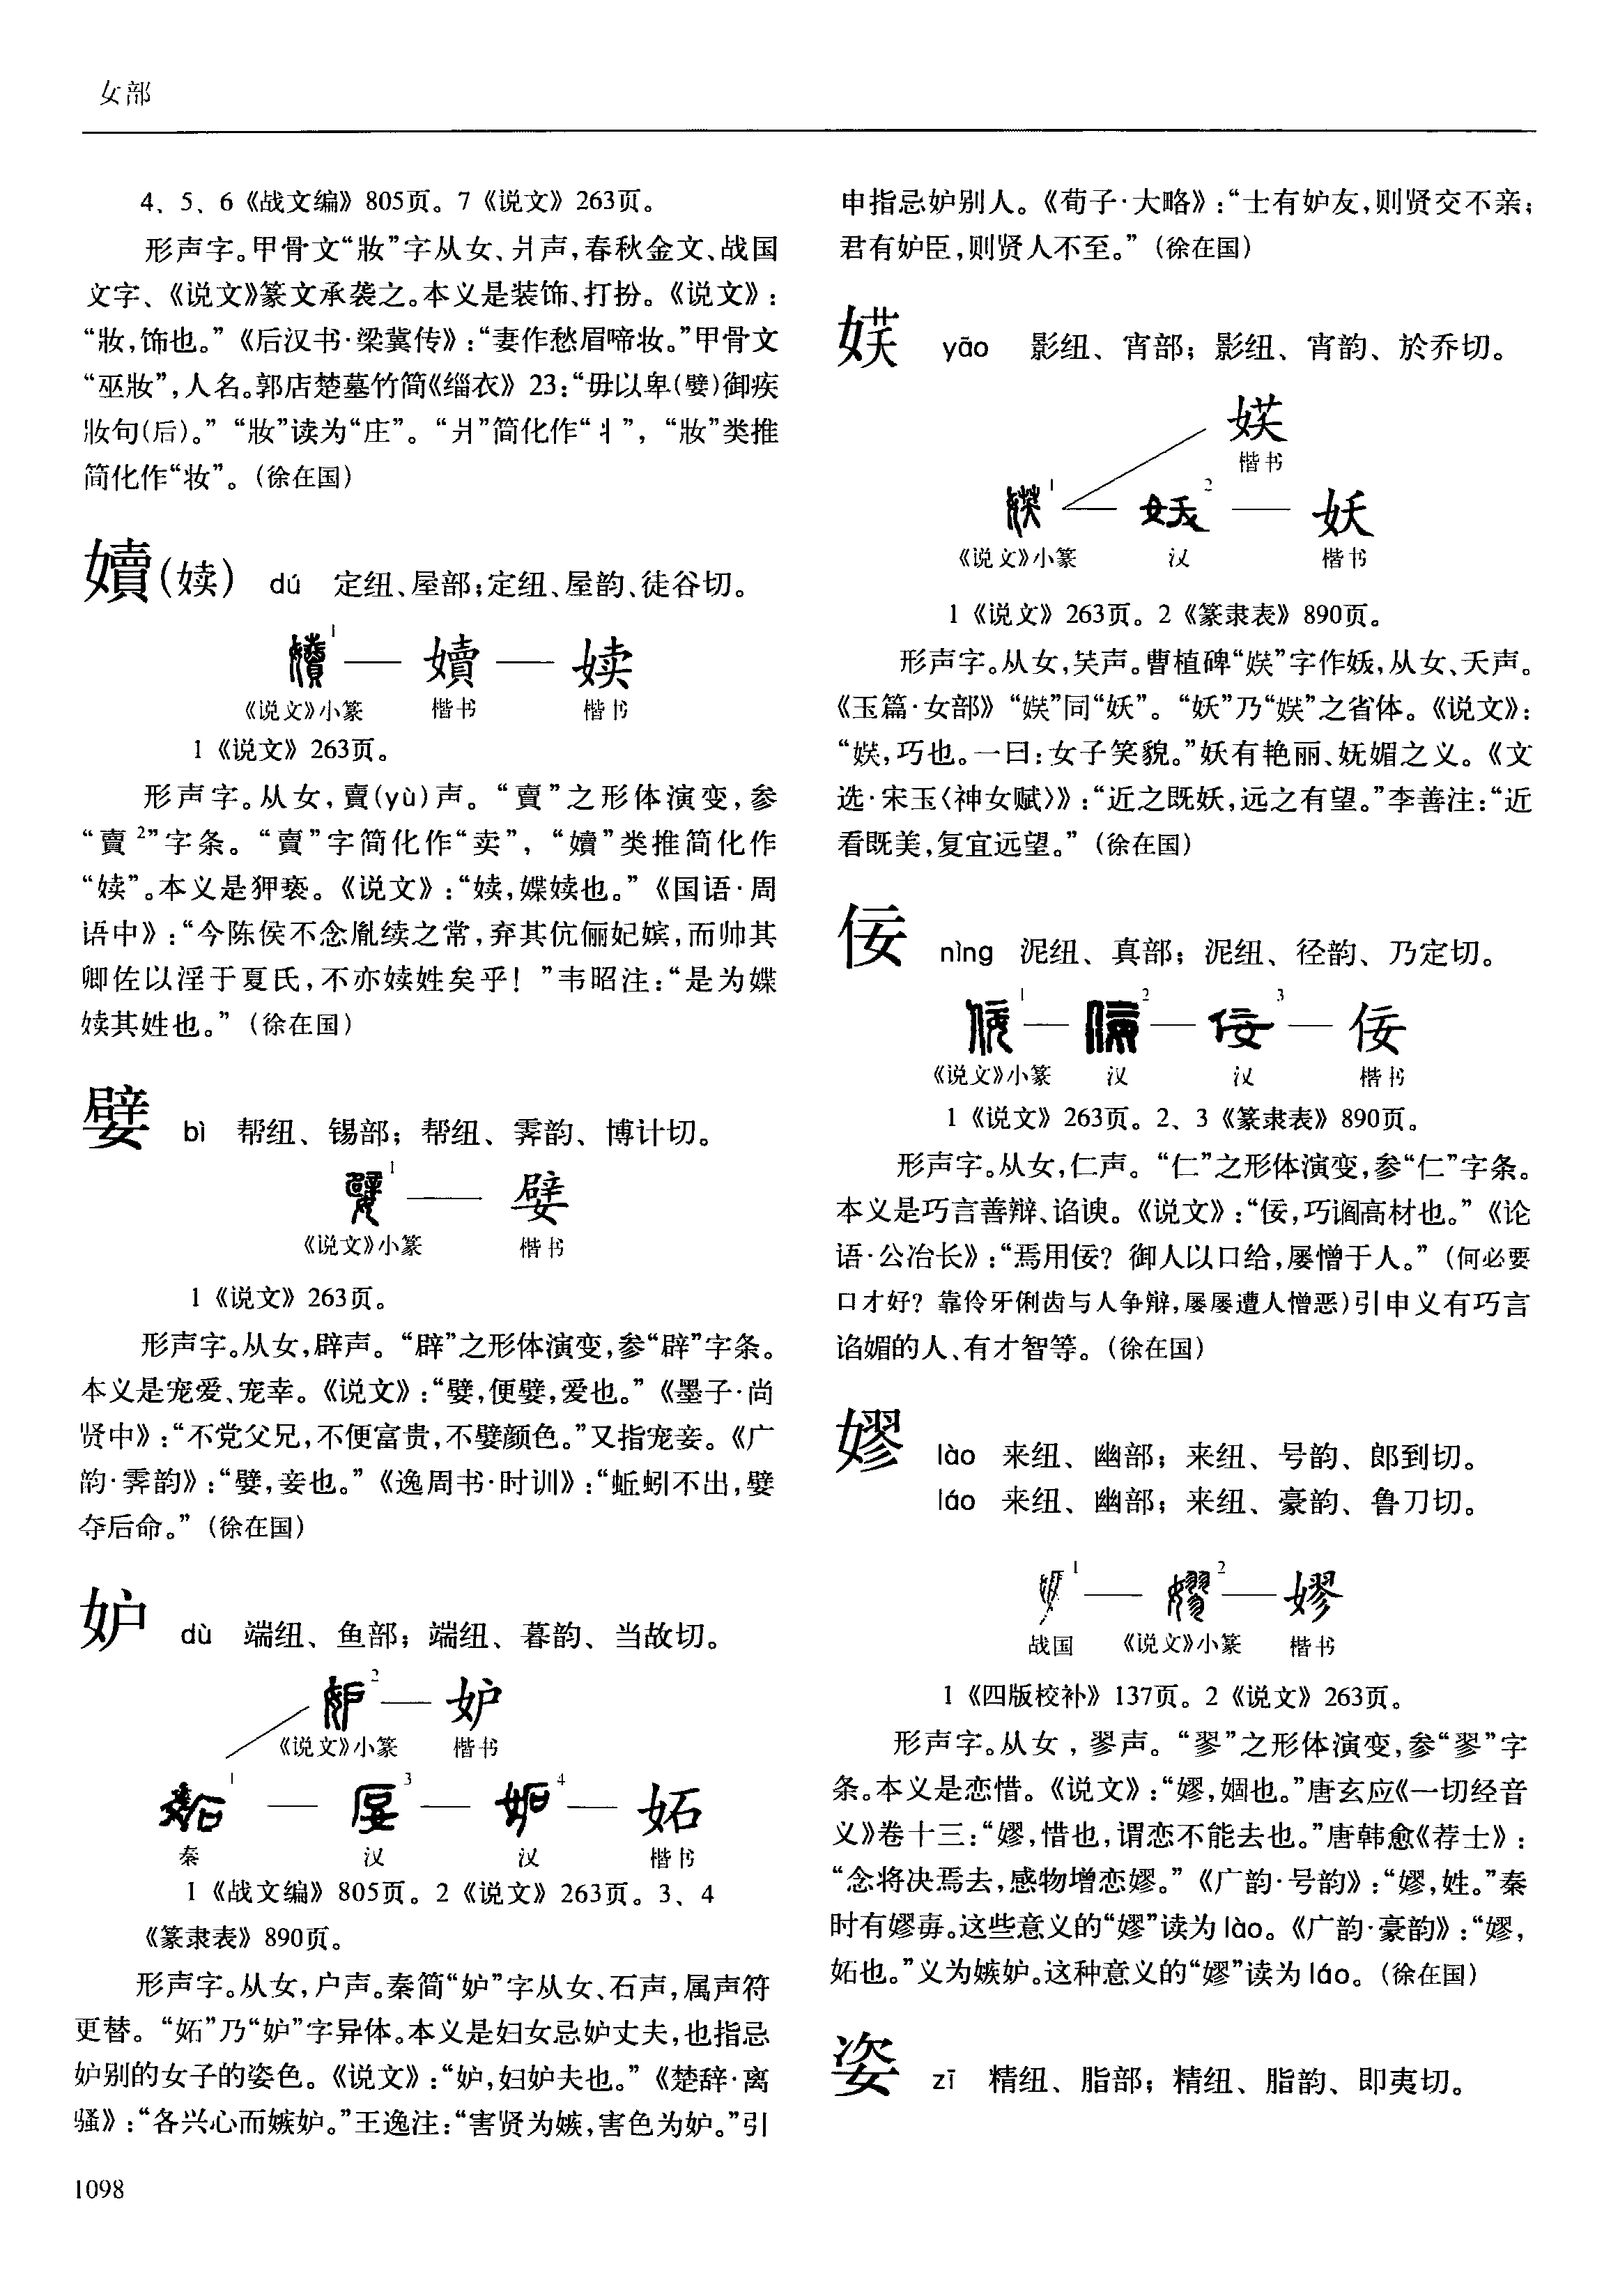 女部
4、5、6《战文编》805页。7《说文》263页。
形声字。甲骨文“妝”字从女、爿声，春秋金文、战国
文字、《说文》篆文承袭之。本义是装饰、打扮。《说文》：
“妝，饰也。”《后汉书·梁冀传》：“妻作愁眉啼妆。”甲骨文
“巫妝”，人名。郭店楚墓竹简《缁衣》23：“毋以卑（嬖）御疾
妝句（后）。”“妝”读为“庄”。“爿”简化作“丬”，“妝”类推
简化作“妆”。（徐在国）
嬻（㛤） dú 定纽、屋部；定纽、屋韵、徒谷切。
1 — 嬻 — 㛤
《说文》小篆 楷书 楷书
1《说文》263页。
形声字。从女，𧶠(yù)声。“𧶠”之形体演变，参
“𧶠²”字条。“𧶠”字简化作“卖”，“嬻”类推简化作
“㛤”。本义是狎亵。《说文》：“㛤，媟㛤也。”《国语·周
语中》：“今陈侯不念胤续之常，弃其伉俪妃嫔，而帅其
卿佐以淫于夏氏，不亦㛤姓矣乎！”韦昭注：“是为媟
㛤其姓也。”（徐在国）
嬖 bì 帮纽、锡部；帮纽、霁韵、博计切。
1 — 嬖
《说文》小篆 楷书
1《说文》263页。
形声字。从女，辟声。“辟”之形体演变，参“辟”字条。
本义是宠爱、宠幸。《说文》：“嬖，便嬖，爱也。”《墨子·尚
贤中》：“不党父兄，不便富贵，不嬖颜色。”又指宠妾。《广
韵·霁韵》：“嬖，妾也。”《逸周书·时训》：“蚯蚓不出，嬖
夺后命。”（徐在国）
妒 dù 端纽、鱼部；端纽、暮韵、当故切。
2 — 妒
《说文》小篆 楷书
1 — 3 — 4 — 妬
秦 汉 汉 楷书
1《战文编》805页。2《说文》263页。3、4
《篆隶表》890页。
形声字。从女，户声。秦简“妒”字从女、石声，属声符
更替。“妬”乃“妒”字异体。本义是妇女忌妒丈夫，也指忌
妒别的女子的姿色。《说文》：“妒，妇妒夫也。”《楚辞·离
骚》：“各兴心而嫉妒。”王逸注：“害贤为嫉，害色为妒。”引
1098
申指忌妒别人。《荀子·大略》：“士有妒友，则贤交不亲；
君有妒臣，则贤人不至。”（徐在国）
媄 yāo 影纽、宵部；影纽、宵韵、於乔切。
楷书
1 — 2 — 妖
《说文》小篆 汉 楷书
1《说文》263页。2《篆隶表》890页。
形声字。从女，芺声。曹植碑“㛪”字作妖，从女、夭声。
《玉篇·女部》“㛪”同“妖”。“妖”乃“㛪”之省体。《说文》：
“㛪，巧也。一曰：女子笑貌。”妖有艳丽、妩媚之义。《文
选·宋玉〈神女赋〉》：“近之既妖，远之有望。”李善注：“近
看既美，复宜远望。”（徐在国）
佞 nìng 泥纽、真部；泥纽、径韵、乃定切。
1 — 2 — 3 — 佞
《说文》小篆 汉 汉 楷书
1《说文》263页。2、3《篆隶表》890页。
形声字。从女，仁声。“仁”之形体演变，参“仁”字条。
本义是巧言善辩、谄谀。《说文》：“佞，巧讇高材也。”《论
语·公冶长》：“焉用佞？御人以口给，屡憎于人。”（何必要
口才好？靠伶牙俐齿与人争辩，屡屡遭人憎恶）引申义有巧言
谄媚的人、有才智等。（徐在国）
嫪 lào 来纽、幽部；来纽、号韵、郎到切。
láo 来纽、幽部；来纽、豪韵、鲁刀切。
1 — 2 — 嫪
战国 《说文》小篆 楷书
1《四版校补》137页。2《说文》263页。
形声字。从女，翏声。“翏”之形体演变，参“翏”字
条。本义是恋惜。《说文》：“嫪，婟也。”唐玄应《一切经音
义》卷十三：“嫪，惜也，谓恋不能去也。”唐韩愈《荐士》：
“念将决焉去，感物增恋嫪。”《广韵·号韵》：“嫪，姓。”秦
时有嫪毐。这些意义的“嫪”读为lào。《广韵·豪韵》：“嫪，
妬也。”义为嫉妒。这种意义的“嫪”读为láo。（徐在国）
姿 zī 精纽、脂部；精纽、脂韵、即夷切。